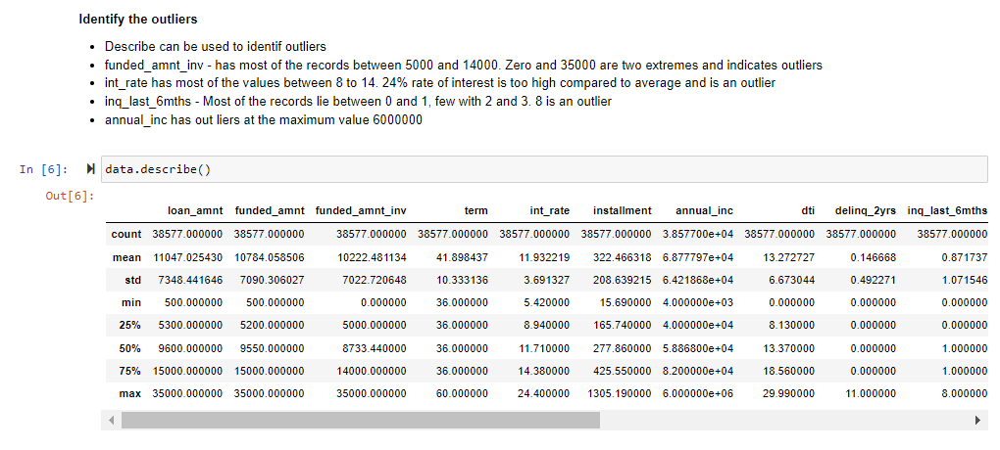 Identify the outliers
• Describe can be used to identif outliers
• funded_amnt_inv - has most of the records between 5000 and 14000. Zero and 35000 are two extremes and indicates outliers
• int_rate has most of the values between 8 to 14. 24% rate of interest is too high compared to average and is an outlier
• inq_last_6mths - Most of the records lie between 0 and 1, few with 2 and 3. 8 is an outlier
• annual_inc has out liers at the maximum value 6000000
In [6]: data.describe()
Out[6]:
loan_amnt funded_amnt funded_amnt_inv term int_rate installment annual_inc dti delinq_2yrs inq_last_6mths
count 38577.000000 38577.000000 38577.000000 38577.000000 38577.000000 38577.000000 3.857700e+04 38577.000000 38577.000000 38577.000000
mean 11047.025430 10784.058506 10222.481134 41.898437 11.932219 322.466318 6.877797e+04 13.272727 0.146668 0.871737
std 7348.441646 7090.306027 7022.720648 10.333136 3.691327 208.639215 6.421868e+04 6.673044 0.492271 1.071546
min 500.000000 500.000000 0.000000 36.000000 5.420000 15.690000 4.000000e+03 0.000000 0.000000 0.000000
25% 5300.000000 5200.000000 5000.000000 36.000000 8.940000 165.740000 4.000000e+04 8.130000 0.000000 0.000000
50% 9600.000000 9550.000000 8733.440000 36.000000 11.710000 277.860000 5.886800e+04 13.370000 0.000000 1.000000
75% 15000.000000 15000.000000 14000.000000 36.000000 14.380000 425.550000 8.200000e+04 18.560000 0.000000 1.000000
max 35000.000000 35000.000000 35000.000000 60.000000 24.400000 1305.190000 6.000000e+06 29.990000 11.000000 8.000000